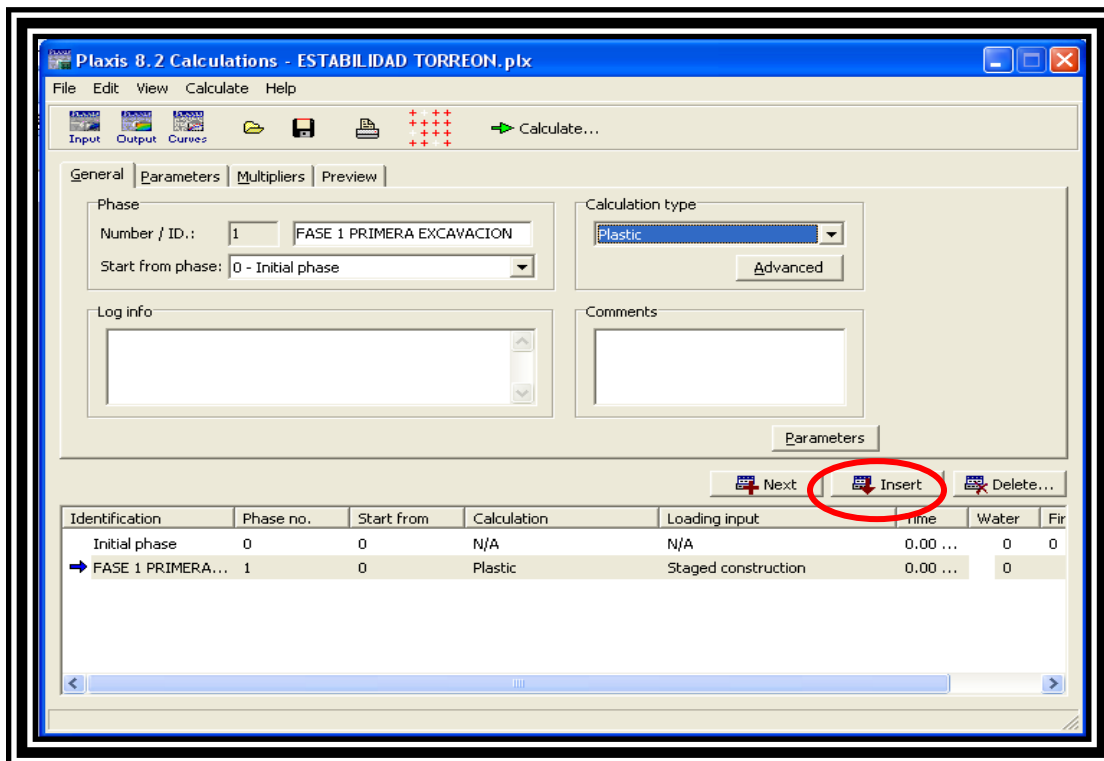 Plaxis 8.2 Calculations - ESTABILIDAD TORREON.plx
File Edit View Calculate Help
Input Output Curves Calculate...
General Parameters Multipliers Preview
Phase
Number / ID.: 1 FASE 1 PRIMERA EXCAVACION
Start from phase: 0 - Initial phase
Calculation type
Plastic
Advanced
Log info
Comments
Parameters
Next Insert Delete...
Identification Phase no. Start from Calculation Loading input Time Water Fir
Initial phase 0 0 N/A N/A 0.00 ... 0 0
FASE 1 PRIMERA... 1 0 Plastic Staged construction 0.00 ... 0